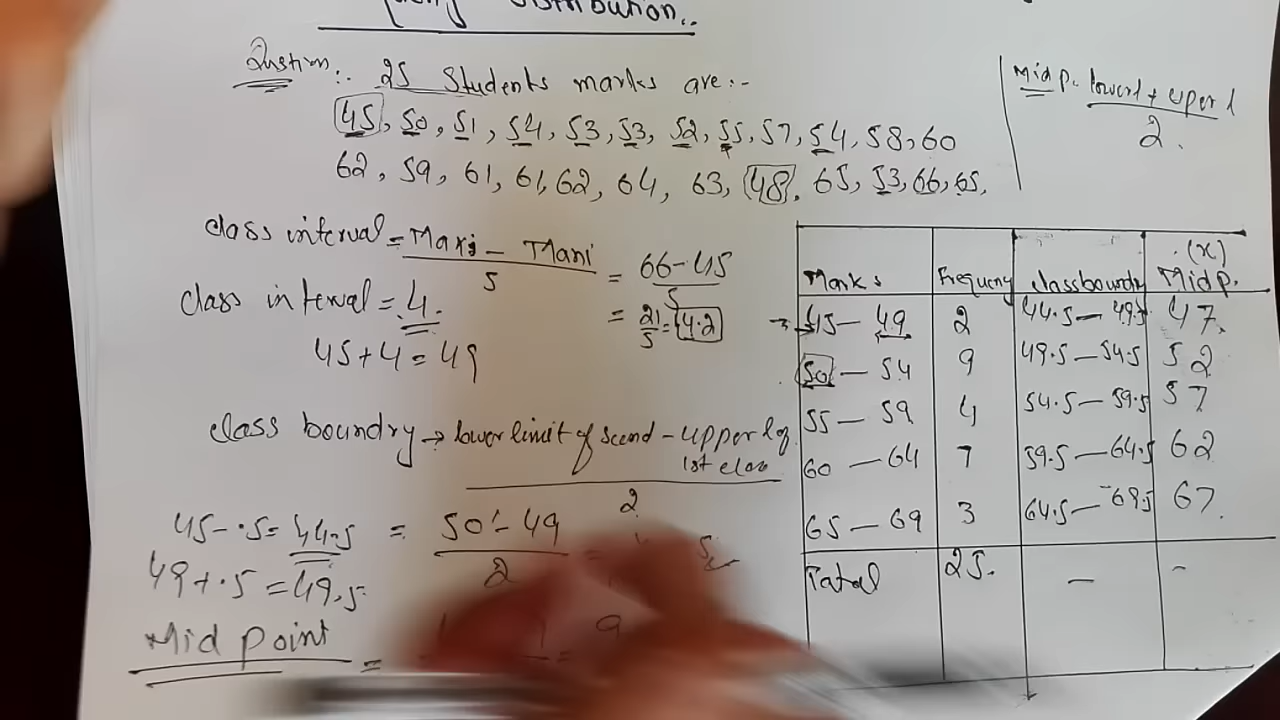 Distribution..
Question:. 25 Students marks are:-
45, 50, 51, 54, 53, 53, 52, 55, 57, 54, 58, 60
62, 59, 61, 61, 62, 64, 63, 48, 65, 53, 66, 65.
Mid p. lower l + uper l
2.
class interval = Maxi - Mani
5
= 66-45
5
= 21
5
= 4.2
class interval = 4.
45+4=49
class boundry → lower limit of second - upper l of
1st class
2
45-.5=44.5 = 50-49
2
49+.5=49.5
Mid point =
(x)
Marks Frequeny classboundry Midp.
45-49 2 44.5-49.5 47.
50-54 9 49.5-54.5 52
55-59 4 54.5-59.5 57
60-64 7 59.5-64.5 62
65-69 3 64.5-69.5 67.
Total 25. - -